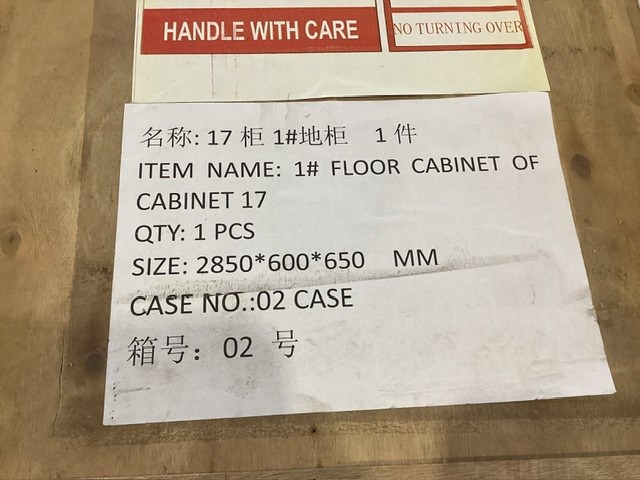 HANDLE WITH CARE
NO TURNING OVER
名称: 17 柜 1#地柜 1 件
ITEM NAME: 1# FLOOR CABINET OF
CABINET 17
QTY: 1 PCS
SIZE: 2850*600*650 MM
CASE NO.:02 CASE
箱号：02 号